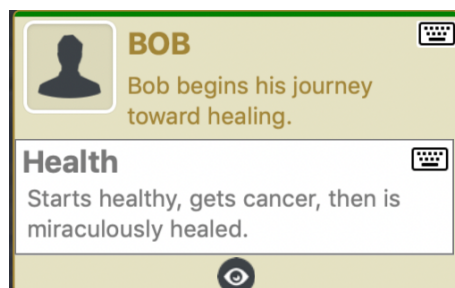 BOB
Bob begins his journey
toward healing.
Health
Starts healthy, gets cancer, then is
miraculously healed.